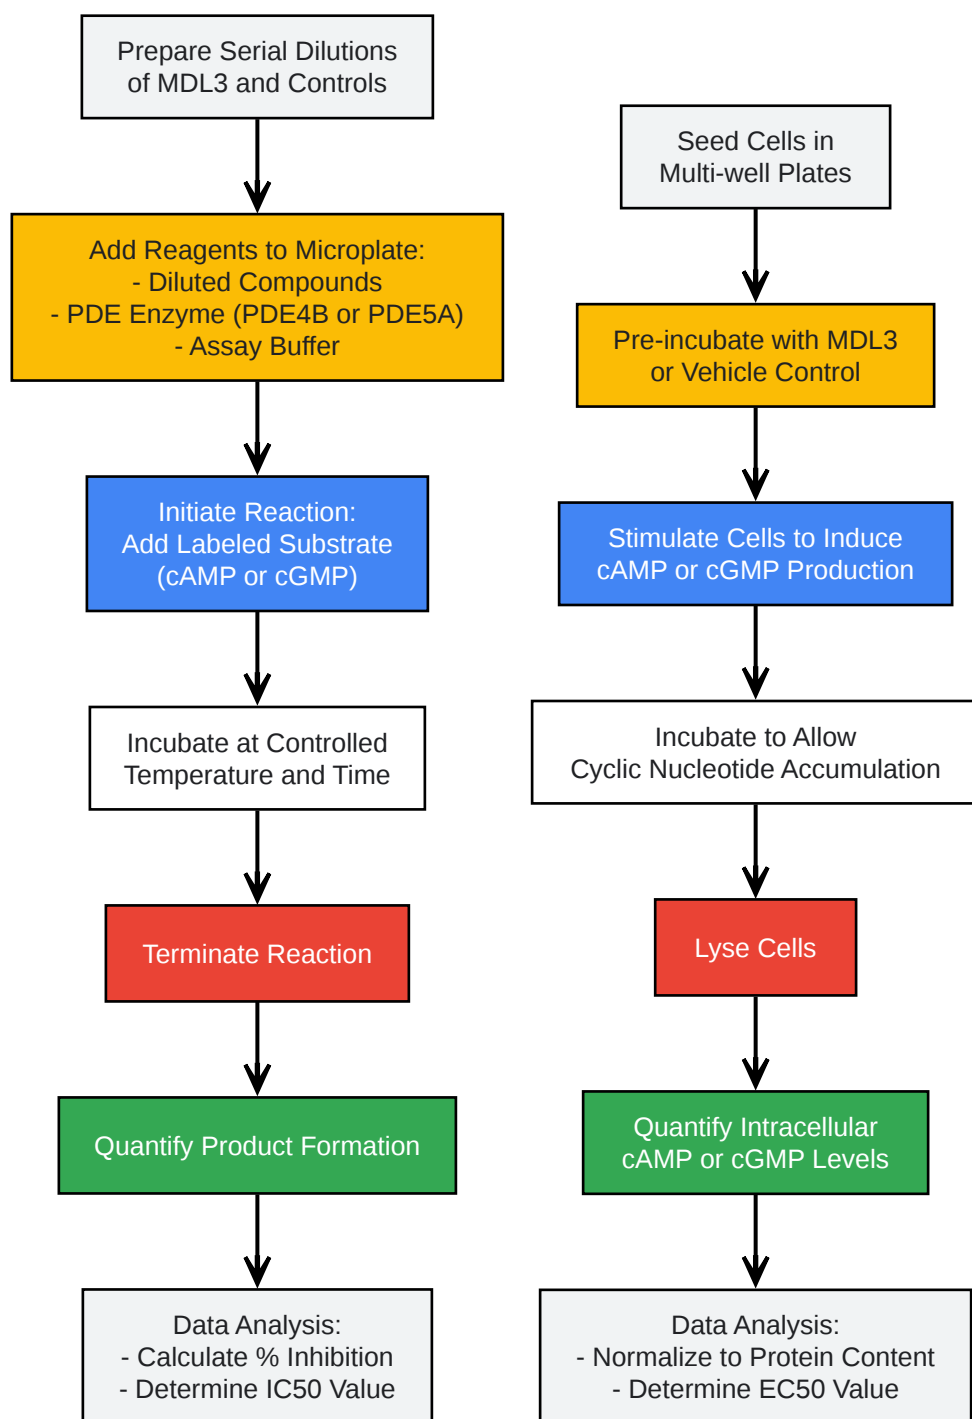 Prepare Serial Dilutions
of MDL3 and Controls
Add Reagents to Microplate:
- Diluted Compounds
- PDE Enzyme (PDE4B or PDE5A)
- Assay Buffer
Initiate Reaction:
Add Labeled Substrate
(cAMP or cGMP)
Incubate at Controlled
Temperature and Time
Terminate Reaction
Quantify Product Formation
Data Analysis:
- Calculate % Inhibition
- Determine IC50 Value
Seed Cells in
Multi-well Plates
Pre-incubate with MDL3
or Vehicle Control
Stimulate Cells to Induce
cAMP or cGMP Production
Incubate to Allow
Cyclic Nucleotide Accumulation
Lyse Cells
Quantify Intracellular
cAMP or cGMP Levels
Data Analysis:
- Normalize to Protein Content
- Determine EC50 Value